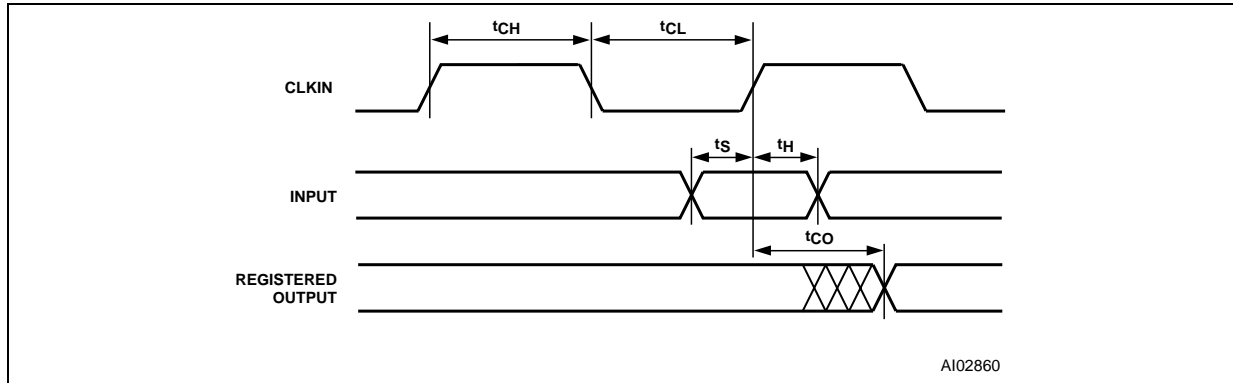 tCH
tCL
CLKIN
tS
tH
INPUT
tCO
REGISTERED
OUTPUT
AI02860